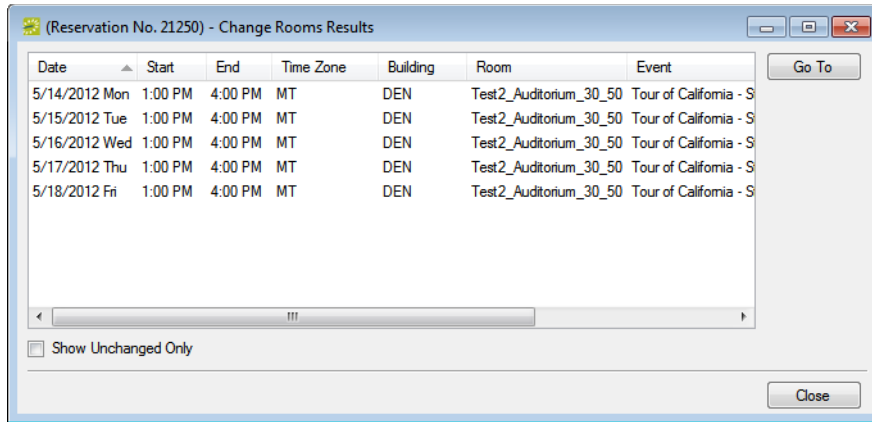 (Reservation No. 21250) - Change Rooms Results
Date Start End Time Zone Building Room Event Go To
5/14/2012 Mon 1:00 PM 4:00 PM MT DEN Test2_Auditorium_30_50 Tour of California - S
5/15/2012 Tue 1:00 PM 4:00 PM MT DEN Test2_Auditorium_30_50 Tour of California - S
5/16/2012 Wed 1:00 PM 4:00 PM MT DEN Test2_Auditorium_30_50 Tour of California - S
5/17/2012 Thu 1:00 PM 4:00 PM MT DEN Test2_Auditorium_30_50 Tour of California - S
5/18/2012 Fri 1:00 PM 4:00 PM MT DEN Test2_Auditorium_30_50 Tour of California - S
Show Unchanged Only
Close